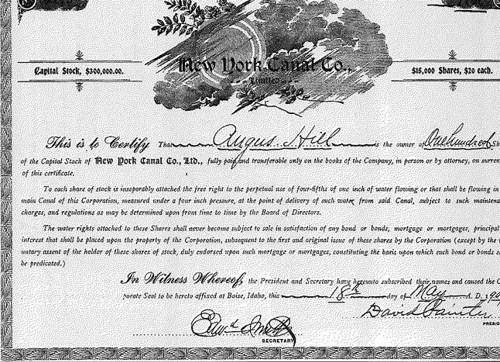 New York Canal Co.,
Limited
Capital Stock, $300,000.00.
$15,000 Shares, $20 each.
This is to Certify That Angus Hill is the owner of One hundred Sh
of the Capital Stock of New York Canal Co., Ltd., fully paid and transferable only on the books of the Company, in person or by attorney, on surren
of this certificate.
To each share of stock is inseparably attached the free right to the perpetual use of four-fifths of one inch of water flowing or that shall be flowing in
main Canal of this Corporation, measured under a four inch pressure, at the point of delivery of such water from said Canal, subject to such maintenan
charges, and regulations as may be determined upon from time to time by the Board of Directors.
The water rights attached to these Shares shall never become subject to sale in satisfaction of any bond or bonds, mortgage or mortgages, principal
interest that shall be placed upon the property of the Corporation, subsequent to the first and original issue of these shares by the Corporation (except by the
untary assent of the holder of these shares of stock, duly endorsed upon such mortgage or mortgages, constituting the basis upon which such bond or bonds s
be predicated.)
In Witness Whereof, the President and Secretary have hereunto subscribed their names and caused the C
porate Seal to be hereto affixed at Boise, Idaho, this 18th day of May A. D., 190
David
PRES
SECRETARY